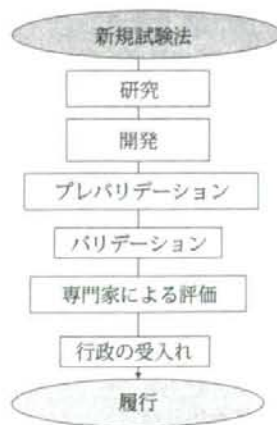 新規試験法
研究
開発
プレバリデーション
バリデーション
専門家による評価
行政の受入れ
履行